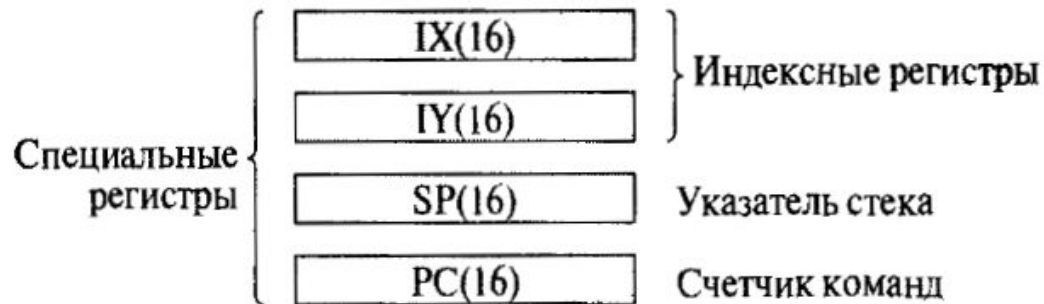 IX(16)
Индексные регистры
IY(16)
Специальные
регистры
SP(16)
Указатель стека
PC(16)
Счетчик команд